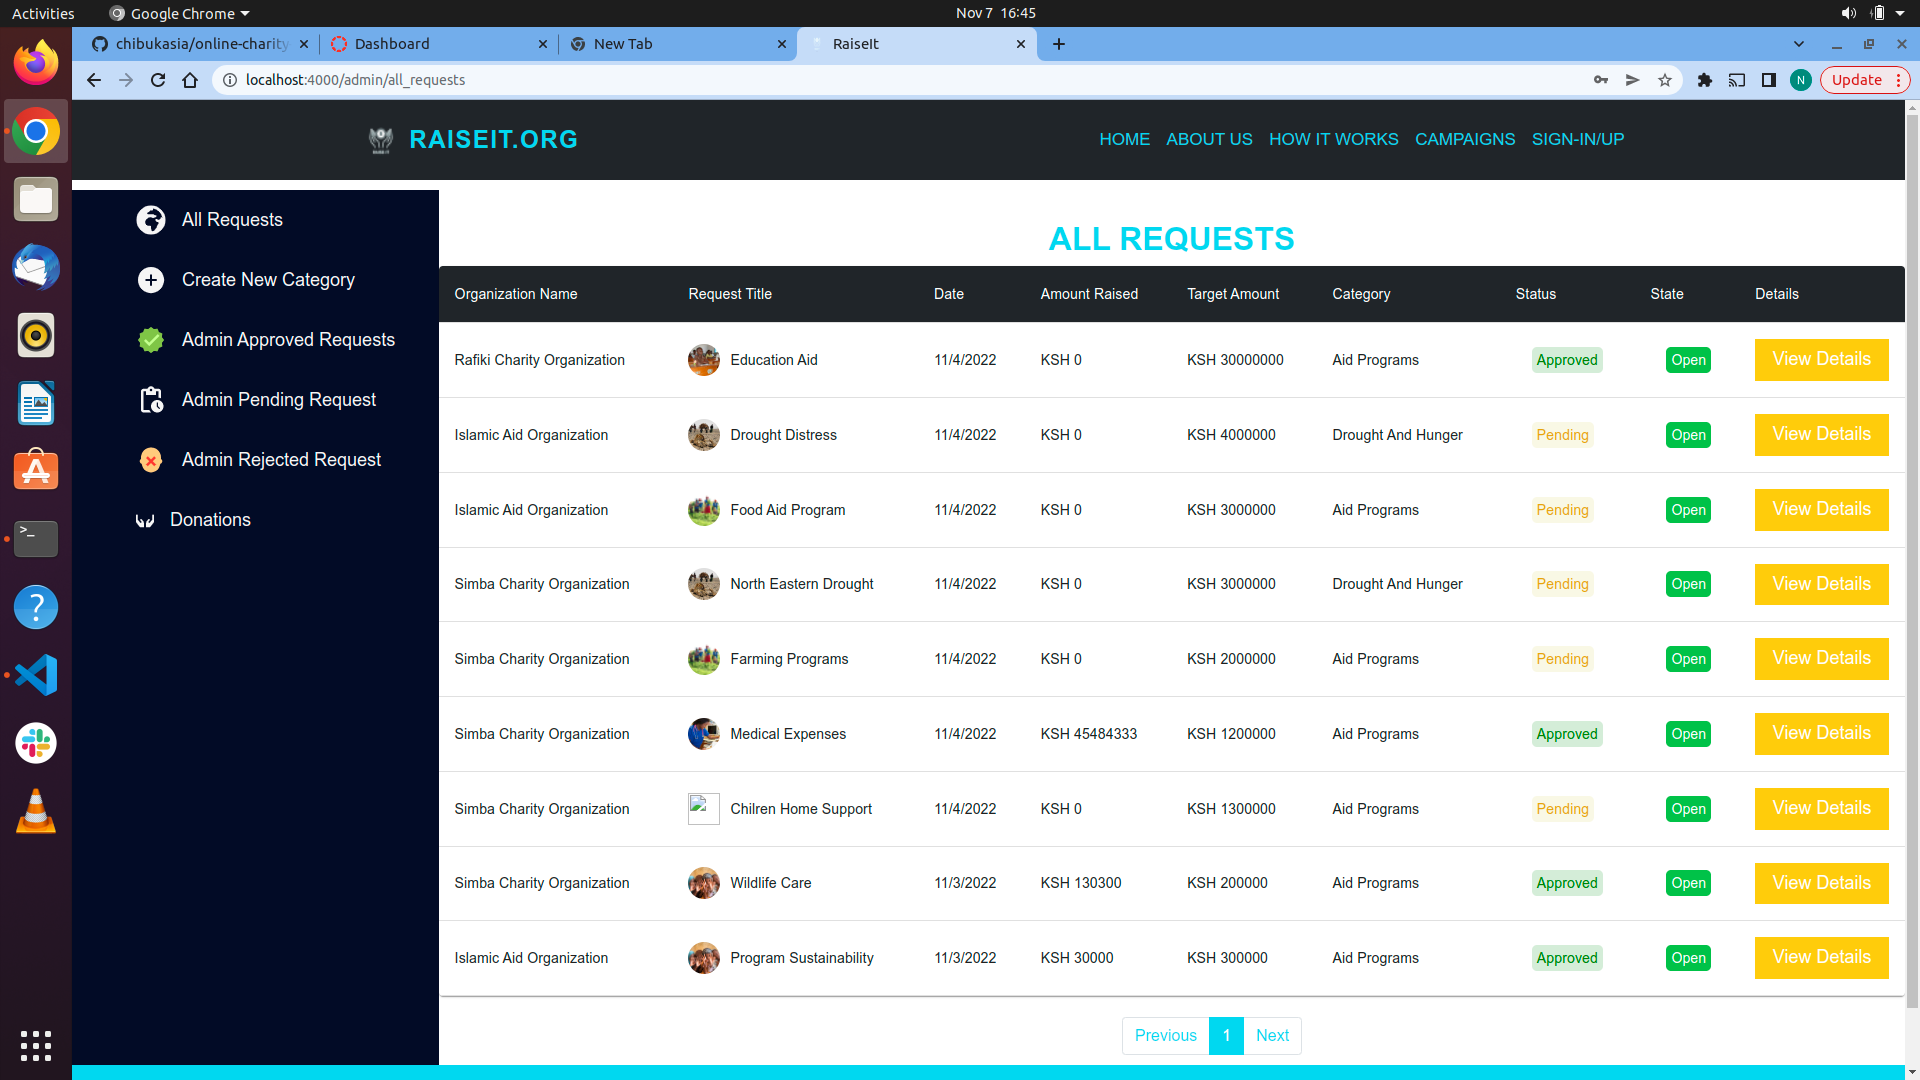 Activities Google Chrome Nov 7 16:45
chibukasia/online-charity Dashboard New Tab RaiseIt
localhost:4000/admin/all_requests N Update
RAISEIT.ORG HOME ABOUT US HOW IT WORKS CAMPAIGNS SIGN-IN/UP
All Requests
Create New Category
Admin Approved Requests
Admin Pending Request
Admin Rejected Request
Donations
ALL REQUESTS
Organization Name Request Title Date Amount Raised Target Amount Category Status State Details
Rafiki Charity Organization Education Aid 11/4/2022 KSH 0 KSH 30000000 Aid Programs Approved Open View Details
Islamic Aid Organization Drought Distress 11/4/2022 KSH 0 KSH 4000000 Drought And Hunger Pending Open View Details
Islamic Aid Organization Food Aid Program 11/4/2022 KSH 0 KSH 3000000 Aid Programs Pending Open View Details
Simba Charity Organization North Eastern Drought 11/4/2022 KSH 0 KSH 3000000 Drought And Hunger Pending Open View Details
Simba Charity Organization Farming Programs 11/4/2022 KSH 0 KSH 2000000 Aid Programs Pending Open View Details
Simba Charity Organization Medical Expenses 11/4/2022 KSH 45484333 KSH 1200000 Aid Programs Approved Open View Details
Simba Charity Organization Chilren Home Support 11/4/2022 KSH 0 KSH 1300000 Aid Programs Pending Open View Details
Simba Charity Organization Wildlife Care 11/3/2022 KSH 130300 KSH 200000 Aid Programs Approved Open View Details
Islamic Aid Organization Program Sustainability 11/3/2022 KSH 30000 KSH 300000 Aid Programs Approved Open View Details
Previous 1 Next